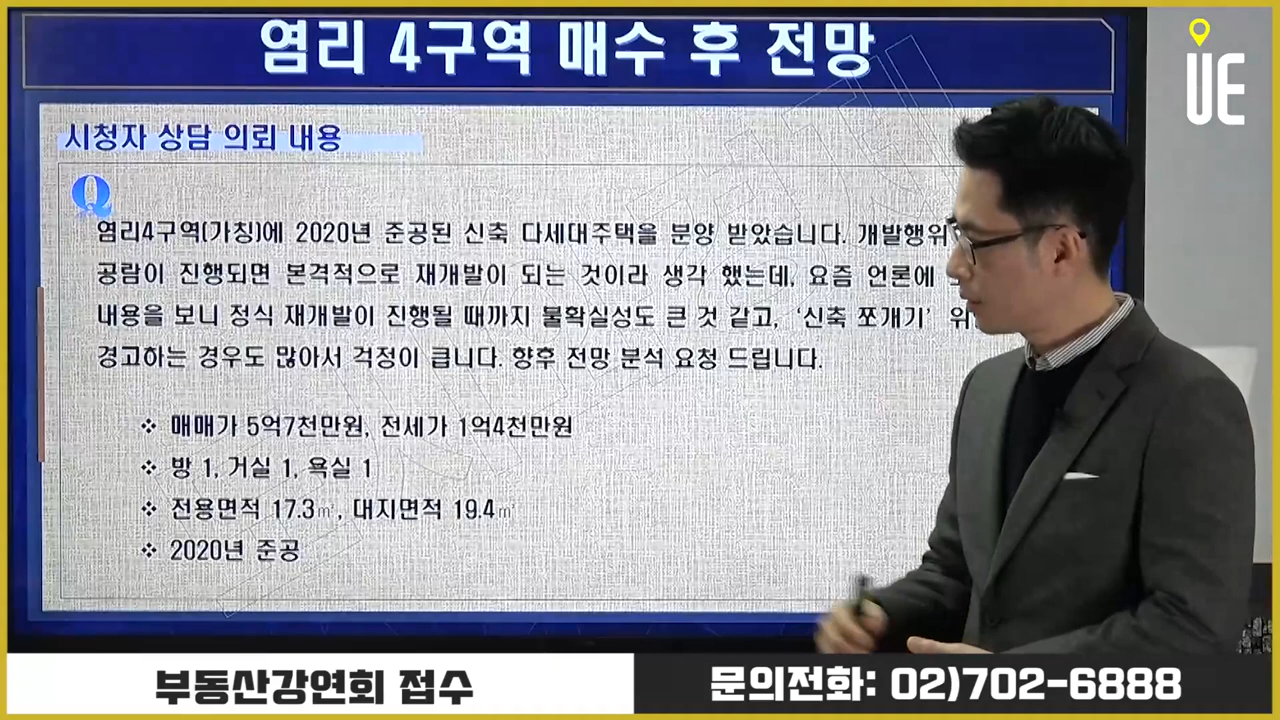 염리 4구역 매수 후 전망
UE
시청자 상담 의뢰 내용
Q
염리4구역(가칭)에 2020년 준공된 신축 다세대주택을 분양 받았습니다. 개발행위
공람이 진행되면 본격적으로 재개발이 되는 것이라 생각 했는데, 요즘 언론에
내용을 보니 정식 재개발이 진행될 때까지 불확실성도 큰 것 같고, ‘신축 쪼개기’ 위
경고하는 경우도 많아서 걱정이 큽니다. 향후 전망 분석 요청 드립니다.
❖ 매매가 5억7천만원, 전세가 1억4천만원
❖ 방 1, 거실 1, 욕실 1
❖ 전용면적 17.3㎡, 대지면적 19.4㎡
❖ 2020년 준공
부동산강연회 접수
문의전화: 02)702-6888